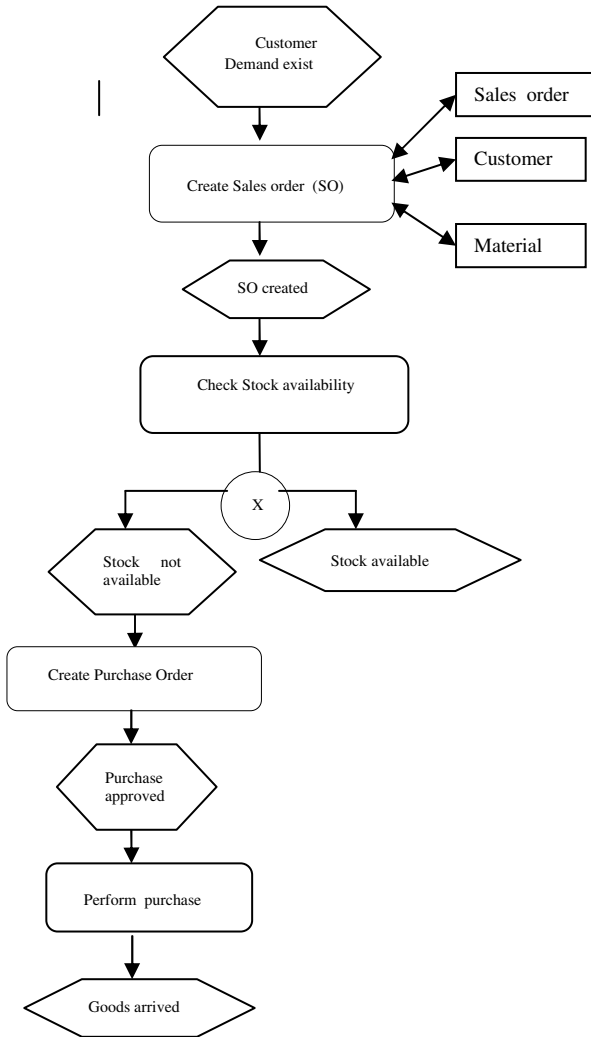 Customer
Demand exist
Sales order
Customer
Create Sales order (SO)
Material
SO created
Check Stock availability
X
Stock not
available
Stock available
Create Purchase Order
Purchase
approved
Perform purchase
Goods arrived